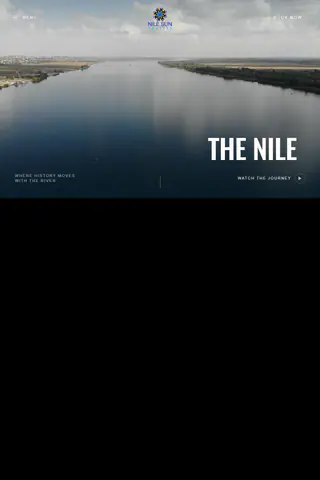 MENU
NILE SUN
THE NILE
WHERE HISTORY MOVES
WITH THE RIVER
WATCH THE JOURNEY